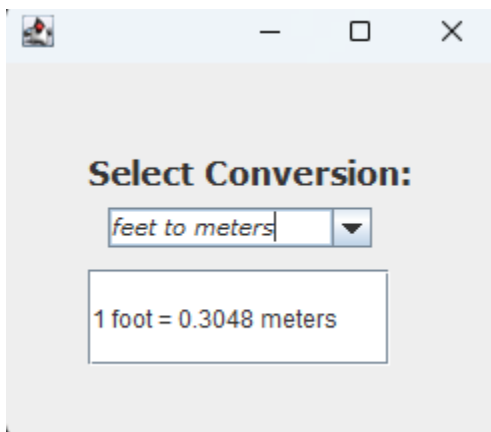 Select Conversion:
feet to meters
1 foot = 0.3048 meters